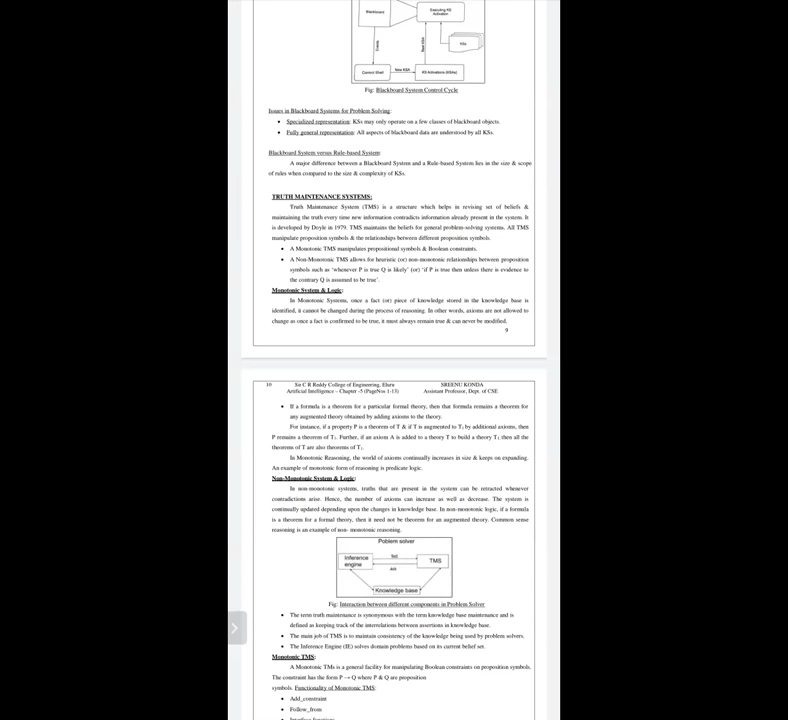 Blackboard
Executing KS
Activation
Events
Best KSA
KSs
Control Shell
New KSA
KS Activations (KSAs)
Fig: Blackboard System Control Cycle
Issues in Blackboard Systems for Problem Solving:
• Specialized representation: KSs may only operate on a few classes of blackboard objects.
• Fully general representation: All aspects of blackboard data are understood by all KSs.
Blackboard System versus Rule-based System:
A major difference between a Blackboard System and a Rule-based System lies in the size & scope
of rules when compared to the size & complexity of KSs.
TRUTH MAINTENANCE SYSTEMS:
Truth Maintenance System (TMS) is a structure which helps in revising set of beliefs &
maintaining the truth every time new information contradicts information already present in the system. It
is developed by Doyle in 1979. TMS maintains the beliefs for general problem-solving systems. All TMS
manipulate proposition symbols & the relationships between different proposition symbols.
• A Monotonic TMS manipulates propositional symbols & Boolean constraints.
• A Non-Monotonic TMS allows for heuristic (or) non-monotonic relationships between proposition
symbols such as ‘whenever P is true Q is likely’ (or) ‘if P is true then unless there is evidence to
the contrary Q is assumed to be true’.
Monotonic System & Logic:
In Monotonic Systems, once a fact (or) piece of knowledge stored in the knowledge base is
identified, it cannot be changed during the process of reasoning. In other words, axioms are not allowed to
change as once a fact is confirmed to be true, it must always remain true & can never be modified.
9
10 Sir C R Reddy College of Engineering, Eluru SREENU KONDA
Artificial Intelligence – Chapter -5 (PageNos 1-13) Assistant Professor, Dept. of CSE
• If a formula is a theorem for a particular formal theory, then that formula remains a theorem for
any augmented theory obtained by adding axioms to the theory.
For instance, if a property P is a theorem of T & if T is augmented to T₁ by additional axioms, then
P remains a theorem of T₁. Further, if an axiom A is added to a theory T to build a theory T₁, then all the
theorems of T are also theorems of T₁.
In Monotonic Reasoning, the world of axioms continually increases in size & keeps on expanding.
An example of monotonic form of reasoning is predicate logic.
Non-Monotonic System & Logic:
In non-monotonic systems, truths that are present in the system can be retracted whenever
contradictions arise. Hence, the number of axioms can increase as well as decrease. The system is
continually updated depending upon the changes in knowledge base. In non-monotonic logic, if a formula
is a theorem for a formal theory, then it need not be theorem for an augmented theory. Common sense
reasoning is an example of non- monotonic reasoning.
Poblem solver
Inference
engine
tell
ask
TMS
Knowledge base
Fig: Interaction between different components in Problem Solver
• The term truth maintenance is synonymous with the term knowledge base maintenance and is
defined as keeping track of the interrelations between assertions in knowledge base.
• The main job of TMS is to maintain consistency of the knowledge being used by problem solvers.
• The Inference Engine (IE) solves domain problems based on its current belief set.
Monotonic TMS:
A Monotonic TMs is a general facility for manipulating Boolean constraints on proposition symbols.
The constraint has the form P → Q where P & Q are proposition
symbols. Functionality of Monotonic TMS:
• Add_constraint
• Follow_from
• Interface functions